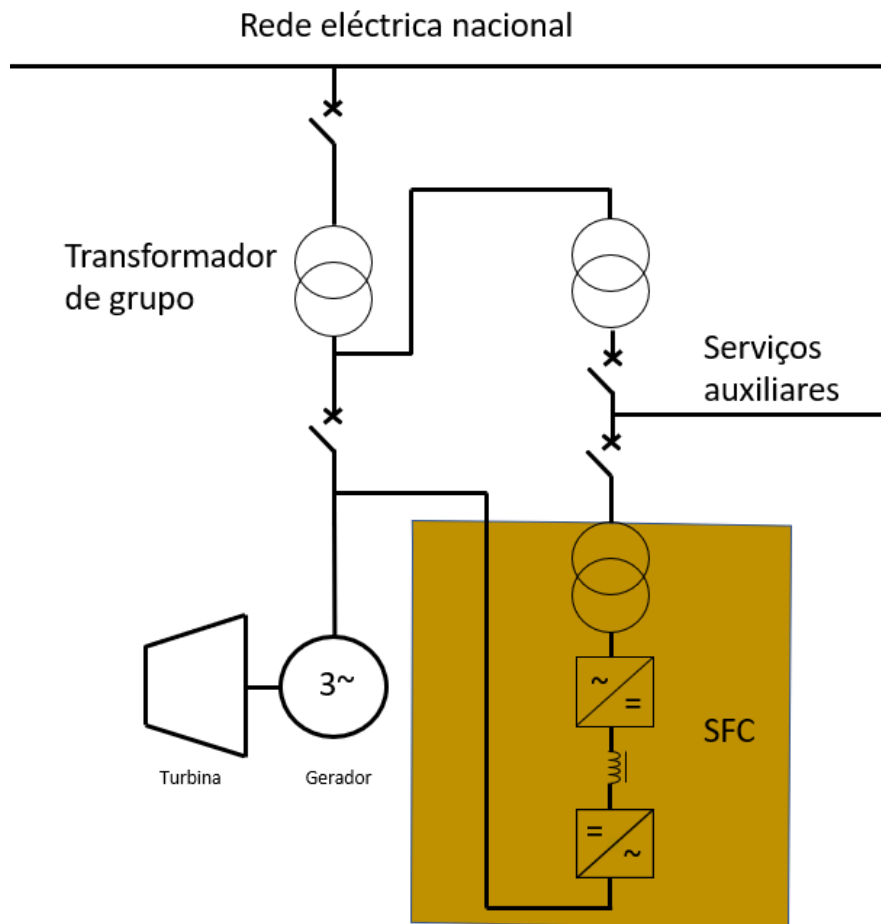 Rede eléctrica nacional
Transformador
de grupo
Serviços
auxiliares
3~
~
=
SFC
=
~
Turbina
Gerador